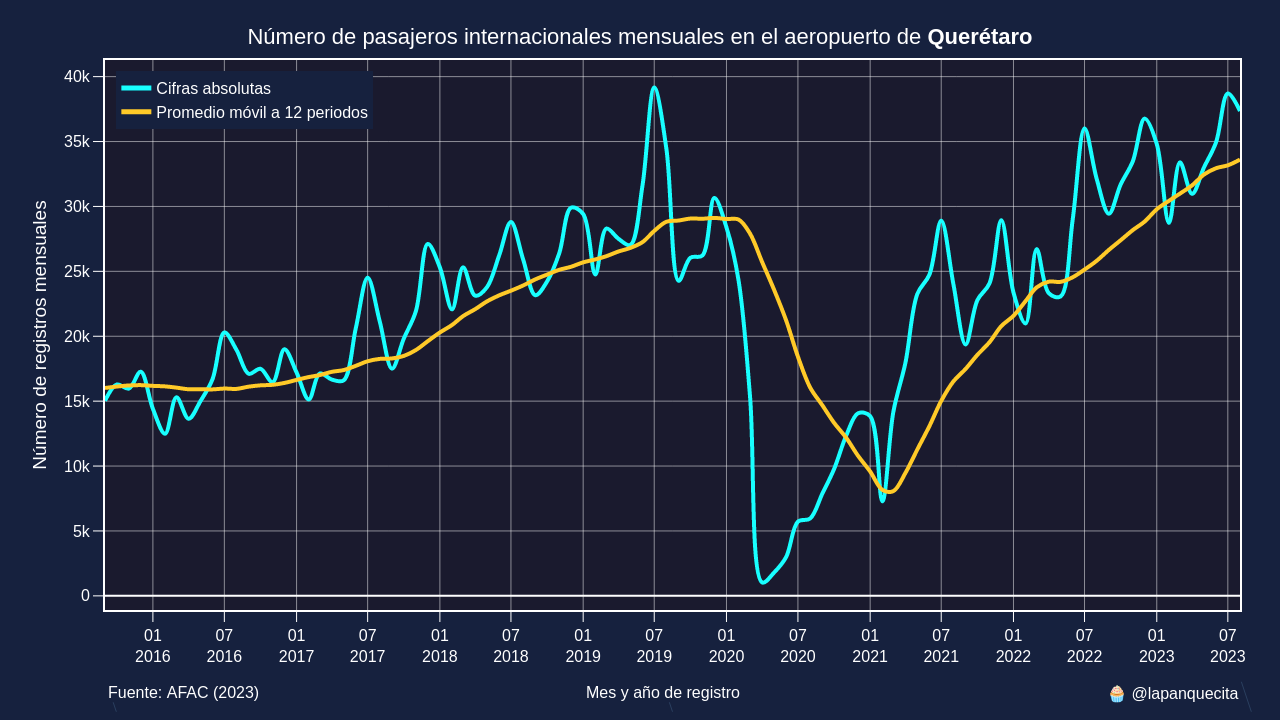 Número de pasajeros internacionales mensuales en el aeropuerto de Querétaro
Cifras absolutas
Promedio móvil a 12 periodos
Número de registros mensuales
40k
35k
30k
25k
20k
15k
10k
5k
0
01 07 01 07 01 07 01 07 01 07 01 07 01 07 01 07
2016 2016 2017 2017 2018 2018 2019 2019 2020 2020 2021 2021 2022 2022 2023 2023
Fuente: AFAC (2023) Mes y año de registro 🧁 @lapanquecita